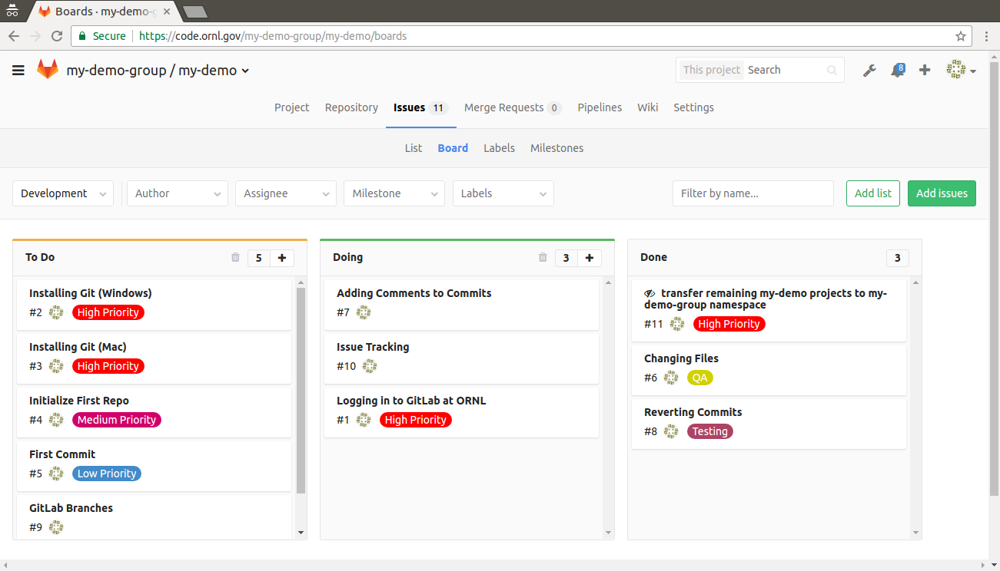 Boards · my-demo-g
Secure https://code.ornl.gov/my-demo-group/my-demo/boards
my-demo-group / my-demo This project Search 8
Project Repository Issues 11 Merge Requests 0 Pipelines Wiki Settings
List Board Labels Milestones
Development Author Assignee Milestone Labels Filter by name... Add list Add issues
To Do 5
Installing Git (Windows)
#2 High Priority
Installing Git (Mac)
#3 High Priority
Initialize First Repo
#4 Medium Priority
First Commit
#5 Low Priority
GitLab Branches
#9
Doing 3
Adding Comments to Commits
#7
Issue Tracking
#10
Logging in to GitLab at ORNL
#1 High Priority
Done 3
transfer remaining my-demo projects to my-
demo-group namespace
#11 High Priority
Changing Files
#6 QA
Reverting Commits
#8 Testing